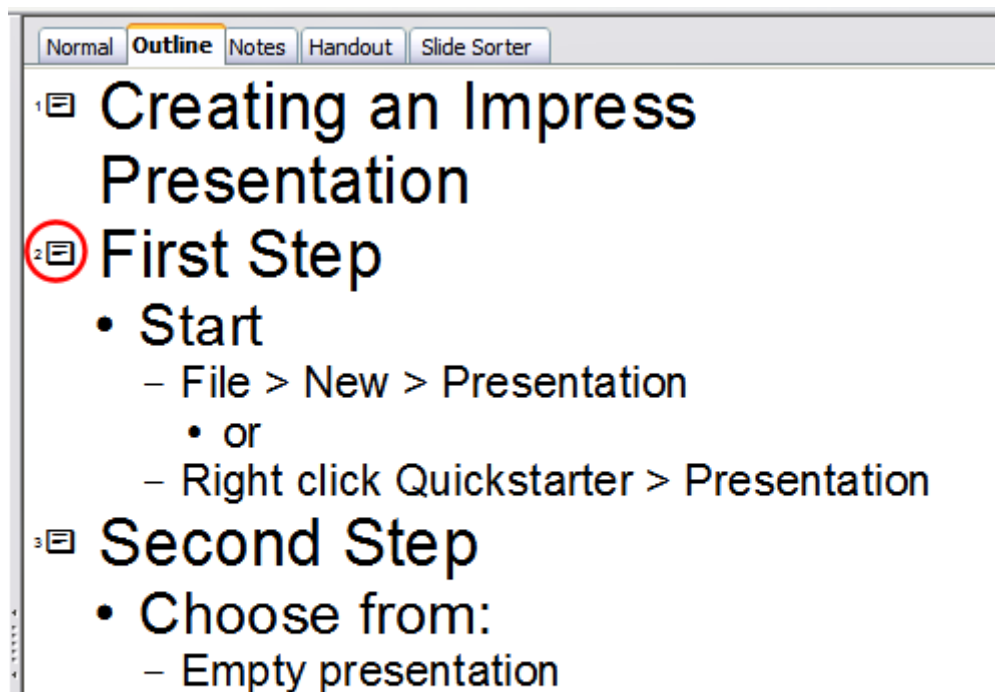 Normal Outline Notes Handout Slide Sorter
1 Creating an Impress
Presentation
2 First Step
• Start
– File > New > Presentation
• or
– Right click Quickstarter > Presentation
3 Second Step
• Choose from:
– Empty presentation